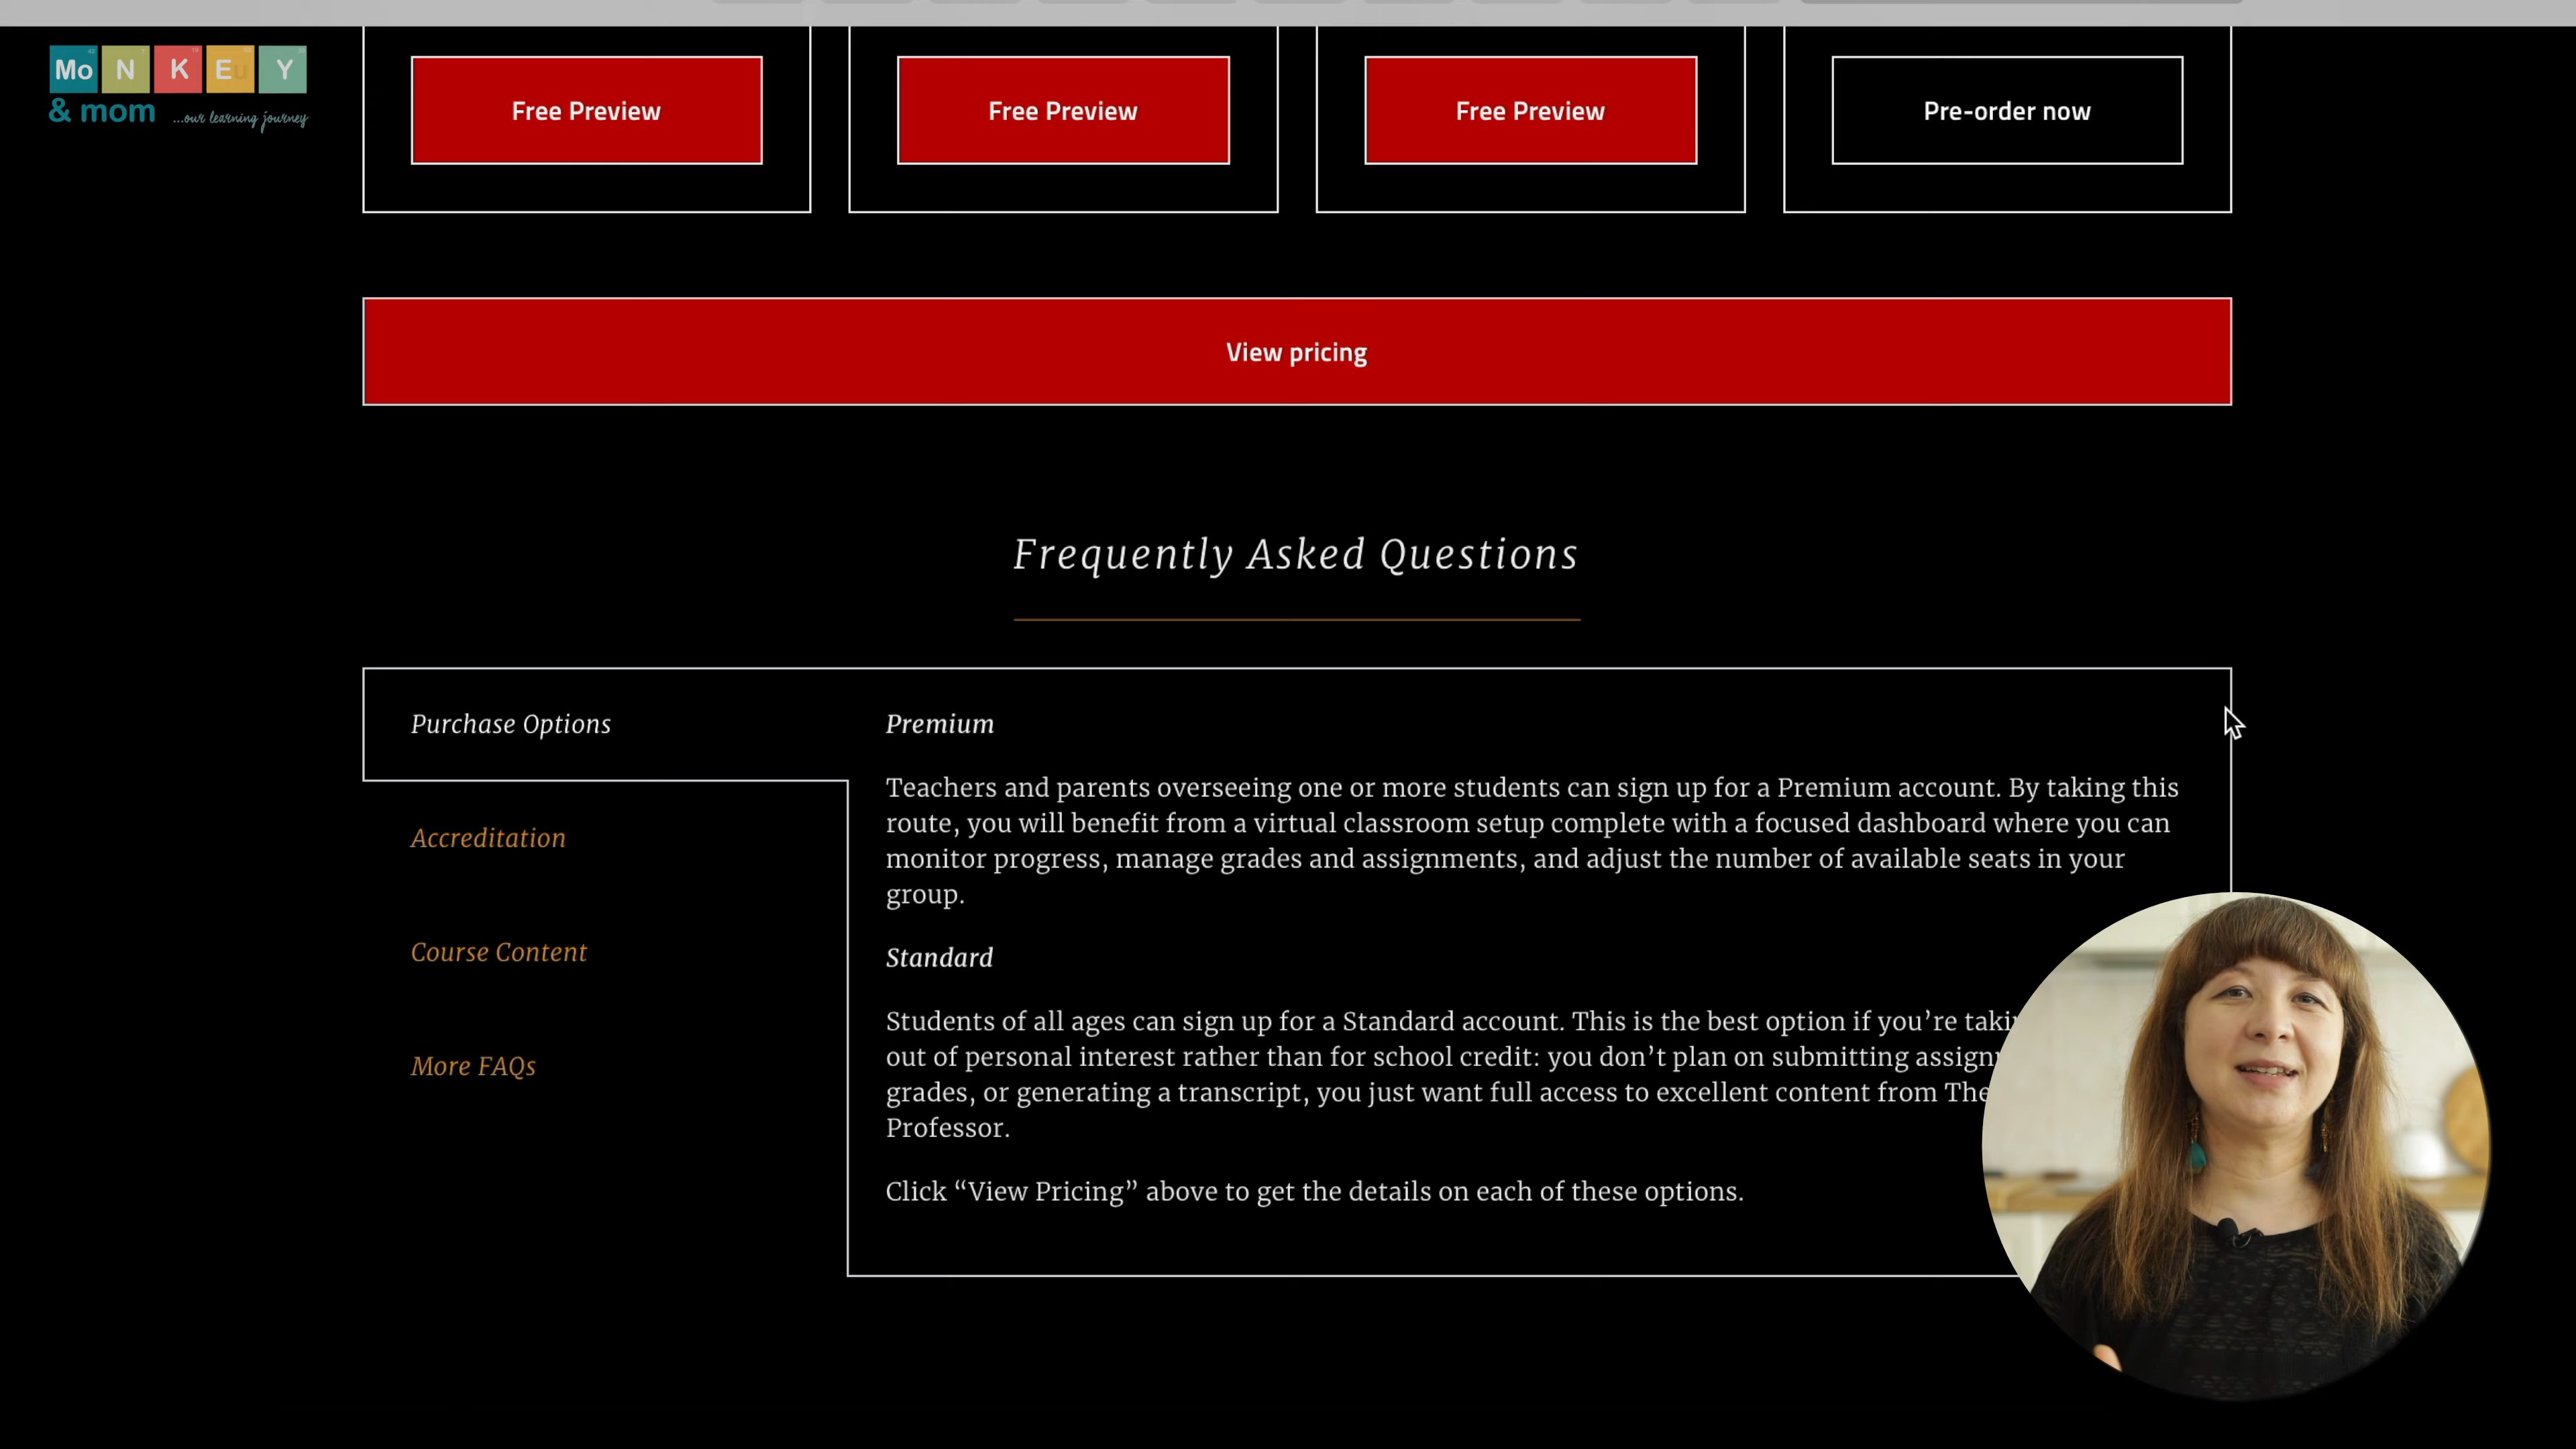 Mo N K Eu Y
& mom ...our learning journey
Free Preview
Free Preview
Free Preview
Pre-order now
View pricing
Frequently Asked Questions
Purchase Options
Accreditation
Course Content
More FAQs
Premium
Teachers and parents overseeing one or more students can sign up for a Premium account. By taking this
route, you will benefit from a virtual classroom setup complete with a focused dashboard where you can
monitor progress, manage grades and assignments, and adjust the number of available seats in your
group.
Standard
Students of all ages can sign up for a Standard account. This is the best option if you’re
out of personal interest rather than for school credit: you don’t plan on submitting
grades, or generating a transcript, you just want full access to excellent content from The
Professor.
Click “View Pricing” above to get the details on each of these options.